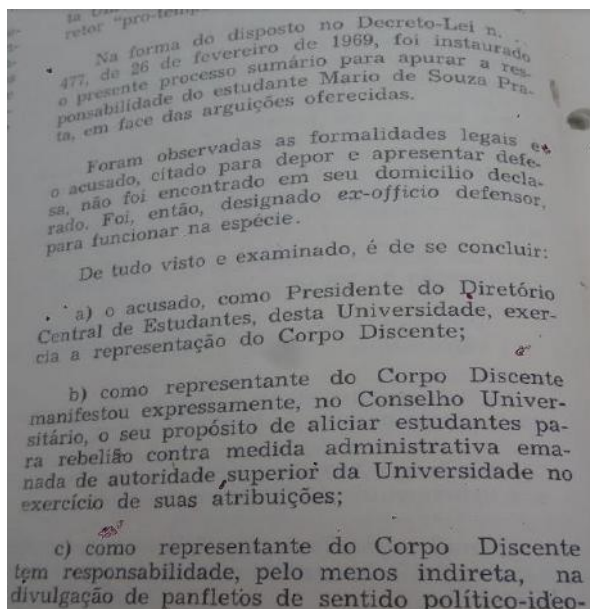 retor "pro-tempo
Na forma do disposto no Decreto-Lei n.
477, de 26 de fevereiro de 1969, foi instaurado
o presente processo sumário para apurar a res-
ponsabilidade do estudante Mario de Souza Pra-
ta, em face das arguições oferecidas.
Foram observadas as formalidades legais e
o acusado, citado para depor e apresentar defe-
sa, não foi encontrado em seu domicilio decla-
rado. Foi, então, designado ex-officio defensor,
para funcionar na espécie.
De tudo visto e examinado, é de se concluir:
a) o acusado, como Presidente do Diretório
Central de Estudantes, desta Universidade, exer-
cia a representação do Corpo Discente;
b) como representante do Corpo Discente
manifestou expressamente, no Conselho Univer-
sitário, o seu propósito de aliciar estudantes pa-
ra rebelião contra medida administrativa ema-
nada de autoridade superior da Universidade no
exercício de suas atribuições;
c) como representante do Corpo Discente
tem responsabilidade, pelo menos indireta, na
divulgação de panfletos de sentido político-ideo-